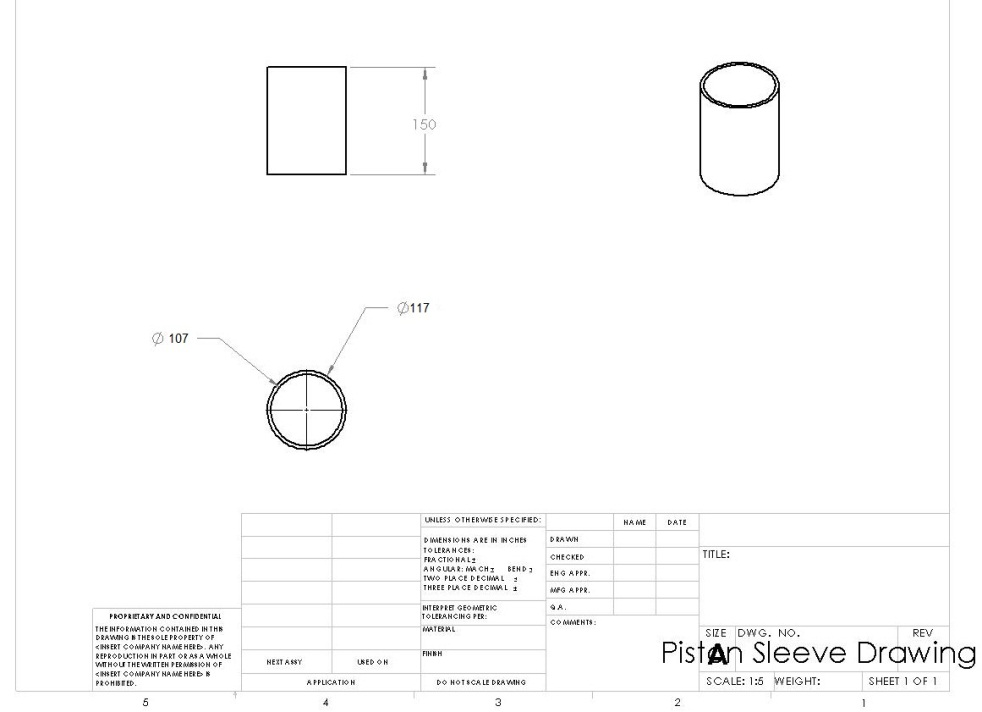 150
⌀117
⌀ 107
UNLESS OTHERWISE SPECIFIED:
NAME
DATE
DIMENSIONS ARE IN INCHES
TOLERANCES:
FRACTIONAL±
ANGULAR: MACH± BEND ±
TWO PLACE DECIMAL ±
THREE PLACE DECIMAL ±
INTERPRET GEOMETRIC
TOLERANCING PER:
MATERIAL
FINISH
DO NOT SCALE DRAWING
DRAWN
CHECKED
ENG APPR.
MFG APPR.
Q.A.
COMMENTS:
TITLE:
PROPRIETARY AND CONFIDENTIAL
THE INFORMATION CONTAINED IN THIS
DRAWING IS THE SOLE PROPERTY OF
<INSERT COMPANY NAME HERE>. ANY
REPRODUCTION IN PART OR AS A WHOLE
WITHOUT THE WRITTEN PERMISSION OF
<INSERT COMPANY NAME HERE> IS
PROHIBITED.
NEXT ASSY
USED ON
APPLICATION
SIZE
DWG. NO.
REV
A
Pistan Sleeve Drawing
SCALE: 1:5
WEIGHT:
SHEET 1 OF 1
5
4
3
2
1